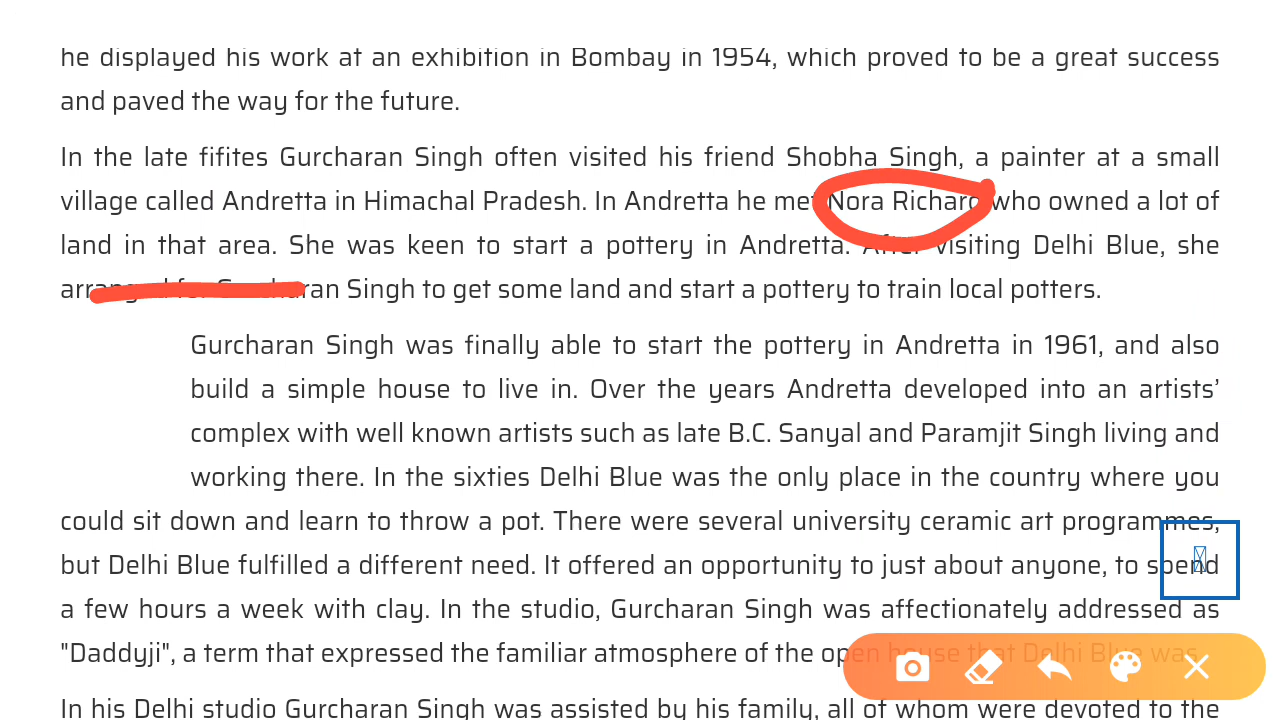 he displayed his work at an exhibition in Bombay in 1954, which proved to be a great success
and paved the way for the future.
In the late fifites Gurcharan Singh often visited his friend Shobha Singh, a painter at a small
village called Andretta in Himachal Pradesh. In Andretta he met Nora Richard who owned a lot of
land in that area. She was keen to start a pottery in Andretta. After visiting Delhi Blue, she
arranged for Gurcharan Singh to get some land and start a pottery to train local potters.
Gurcharan Singh was finally able to start the pottery in Andretta in 1961, and also
build a simple house to live in. Over the years Andretta developed into an artists’
complex with well known artists such as late B.C. Sanyal and Paramjit Singh living and
working there. In the sixties Delhi Blue was the only place in the country where you
could sit down and learn to throw a pot. There were several university ceramic art programmes,
but Delhi Blue fulfilled a different need. It offered an opportunity to just about anyone, to spend
a few hours a week with clay. In the studio, Gurcharan Singh was affectionately addressed as
"Daddyji", a term that expressed the familiar atmosphere of the open house that Delhi Blue was.
In his Delhi studio Gurcharan Singh was assisted by his family, all of whom were devoted to the